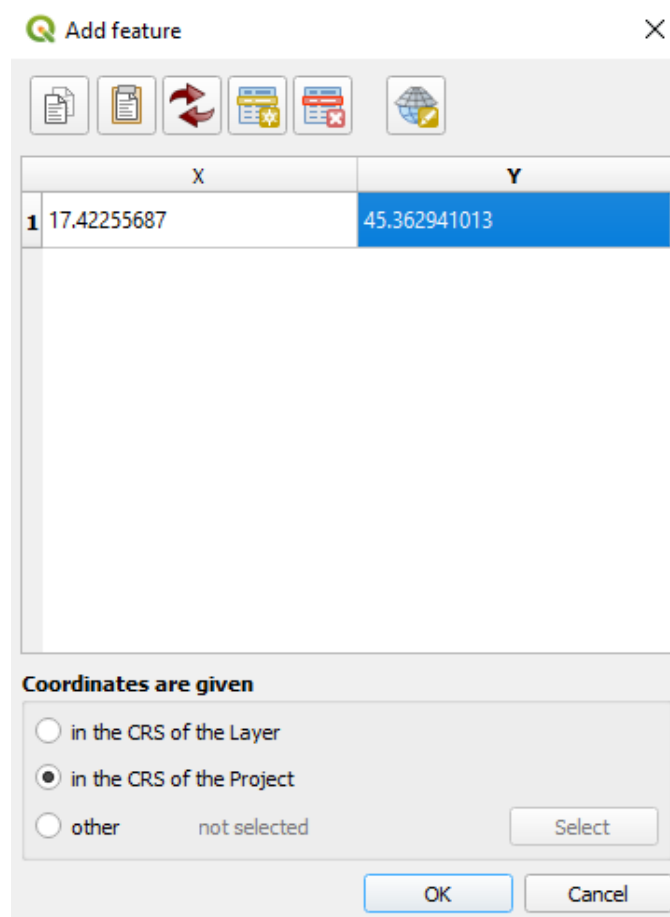 Add feature
X Y
1 17.42255687 45.362941013
Coordinates are given
in the CRS of the Layer
in the CRS of the Project
other not selected Select
OK Cancel